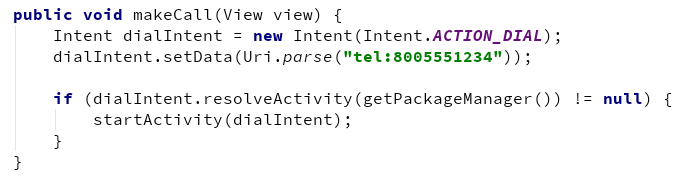 public void makeCall(View view) {
    Intent dialIntent = new Intent(Intent.ACTION_DIAL);
    dialIntent.setData(Uri.parse("tel:8005551234"));

    if (dialIntent.resolveActivity(getPackageManager()) != null) {
        startActivity(dialIntent);
    }
}